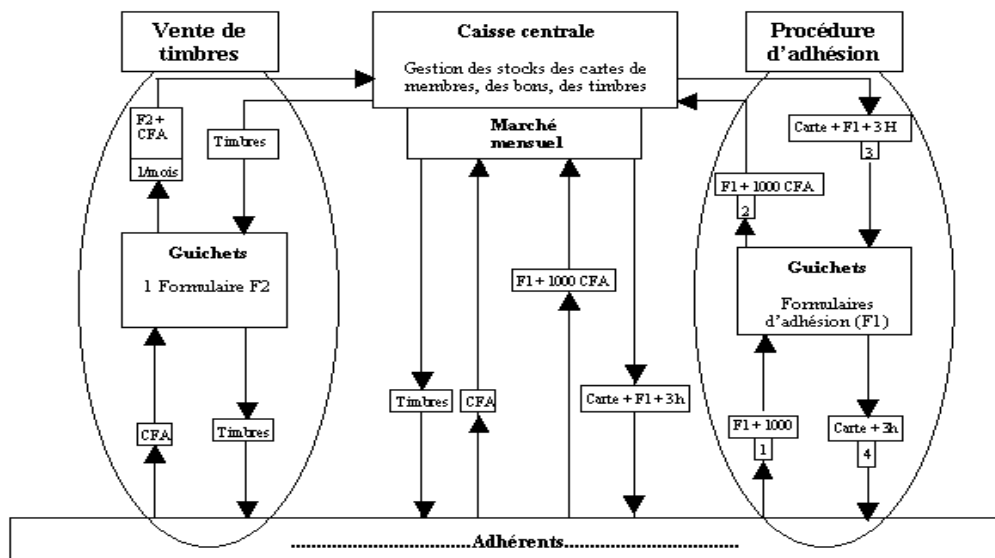 Vente de
timbres
Caisse centrale
Gestion des stocks des cartes de
membres, des bons, des timbres
Procédure
d'adhésion
Marché
mensuel
F2 +
CFA
1/mois
Timbres
Guichets
1 Formulaire F2
CFA
Timbres
Timbres
CFA
F1 + 1000 CFA
Carte + F1 + 3h
F1 + 1000 CFA
2
Carte + F1 + 3 H
3
Guichets
Formulaires
d'adhésion (F1)
F1 + 1000
1
Carte + 3h
4
..................................Adhérents.................................